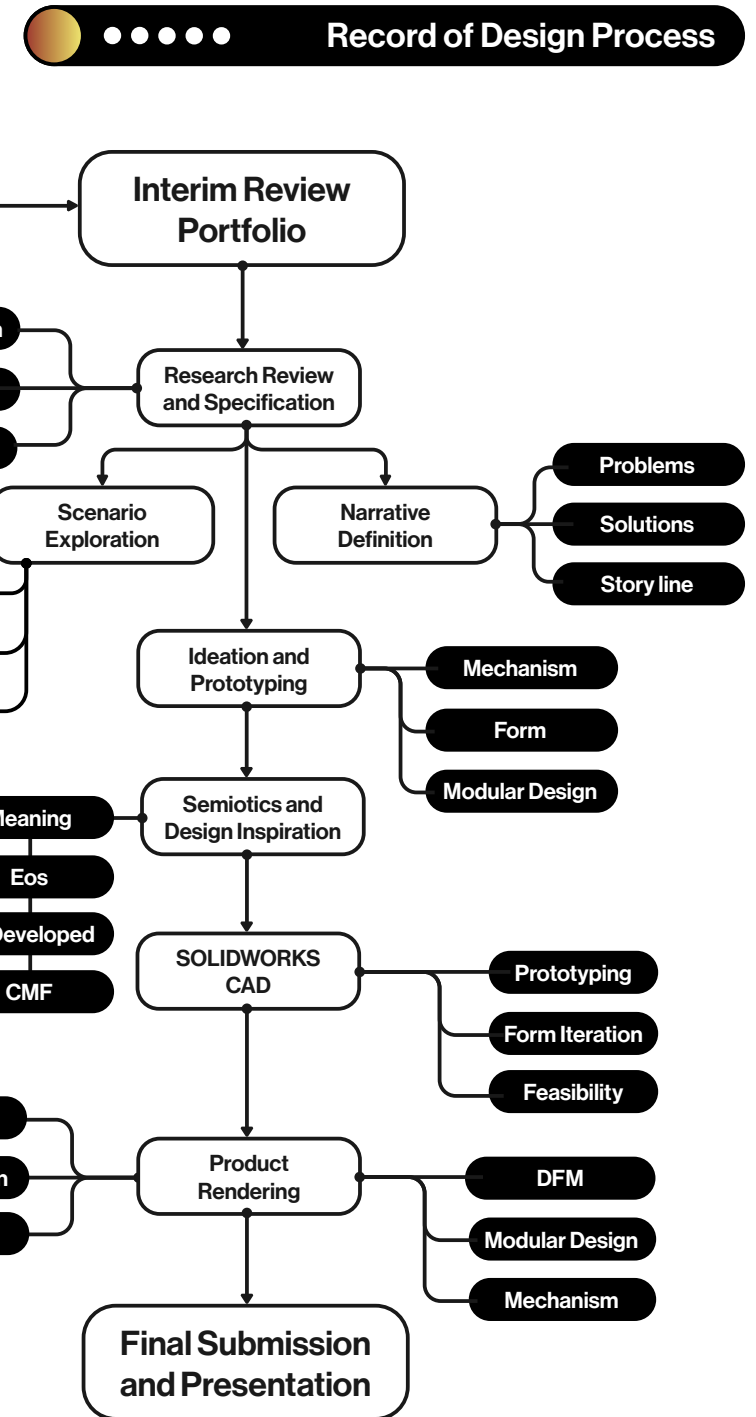 Record of Design Process
Interim Review
Portfolio
Research Review
and Specification
Scenario
Exploration
Narrative
Definition
Problems
Solutions
Story line
Ideation and
Prototyping
Mechanism
Form
Modular Design
Semiotics and
Design Inspiration
Eos
CMF
SOLIDWORKS
CAD
Prototyping
Form Iteration
Feasibility
Product
Rendering
DFM
Modular Design
Mechanism
Final Submission
and Presentation